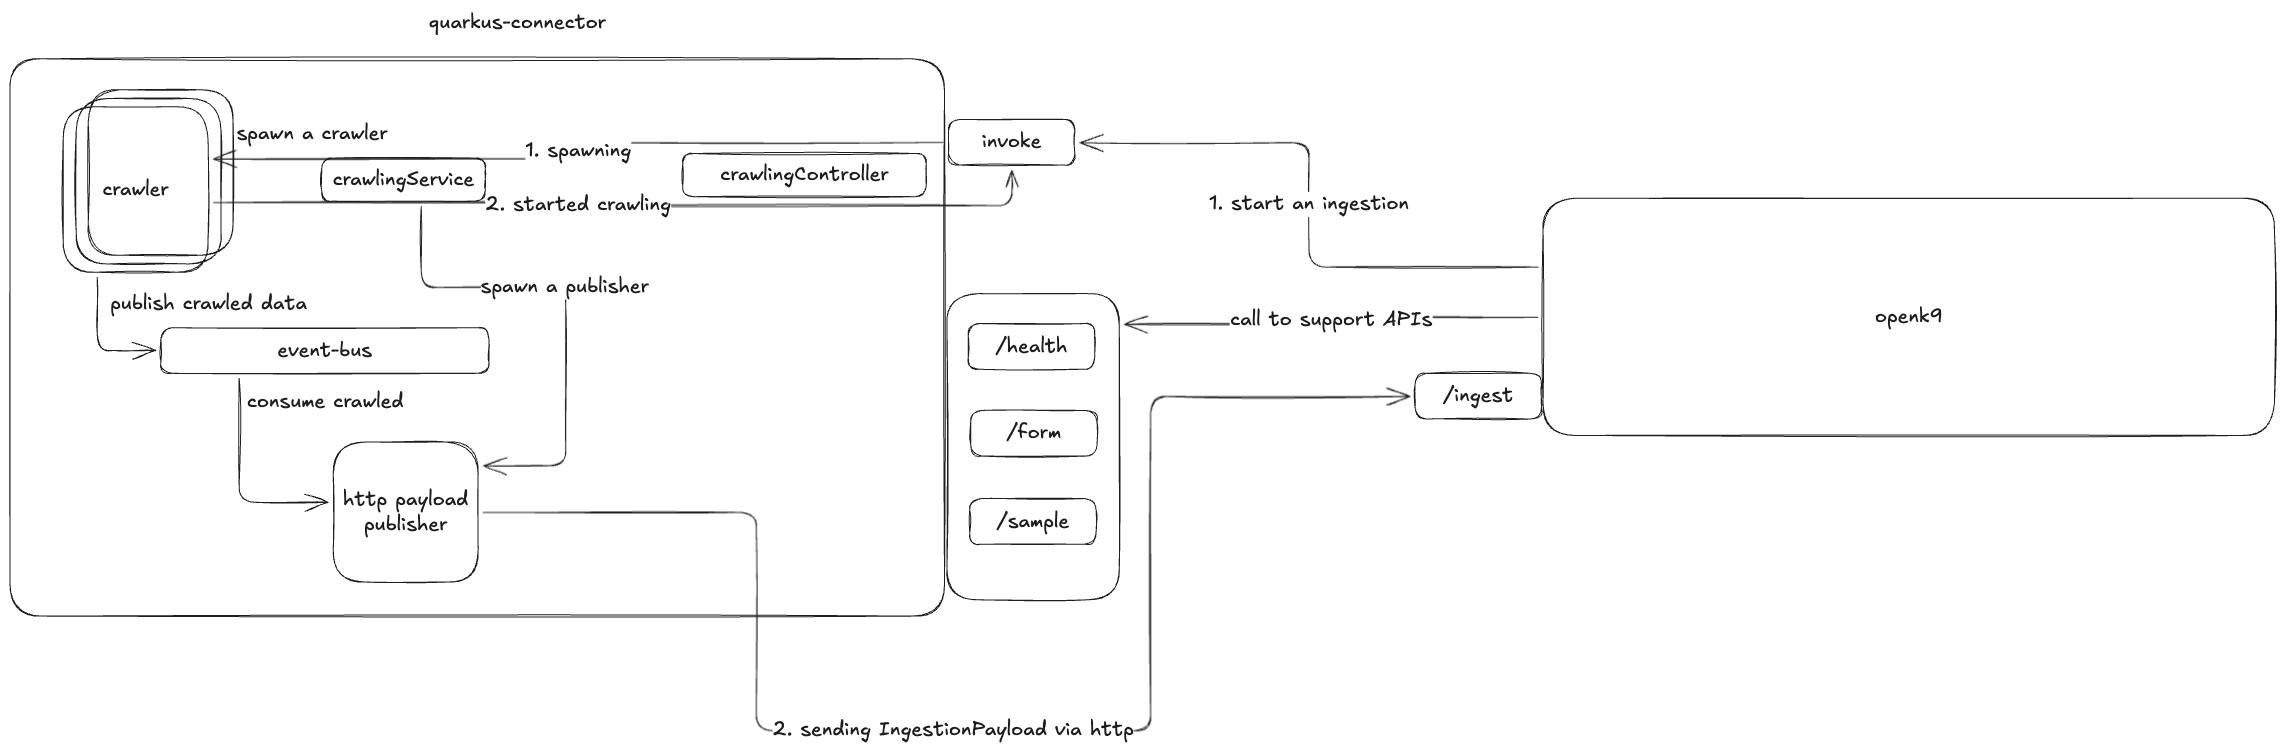 quarkus-connector
spawn a crawler
1. spawning
invoke
crawlingService
crawlingController
crawler
2. started crawling
1. start an ingestion
spawn a publisher
publish crawled data
call to support APIs
openk9
event-bus
/health
consume crawled
/ingest
/form
http payload
publisher
/sample
2. sending IngestionPayload via http